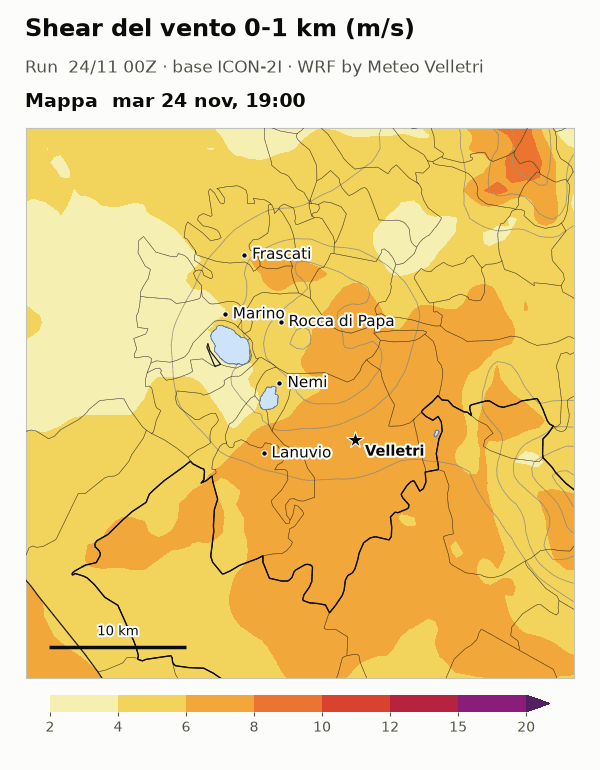 Shear del vento 0-1 km (m/s)
Run  24/11 00Z · base ICON-2I · WRF by Meteo Velletri
Mappa  mar 24 nov, 19:00
Frascati
Marino
Rocca di Papa
Nemi
Velletri
Lanuvio
10 km
2 4 6 8 10 12 15 20